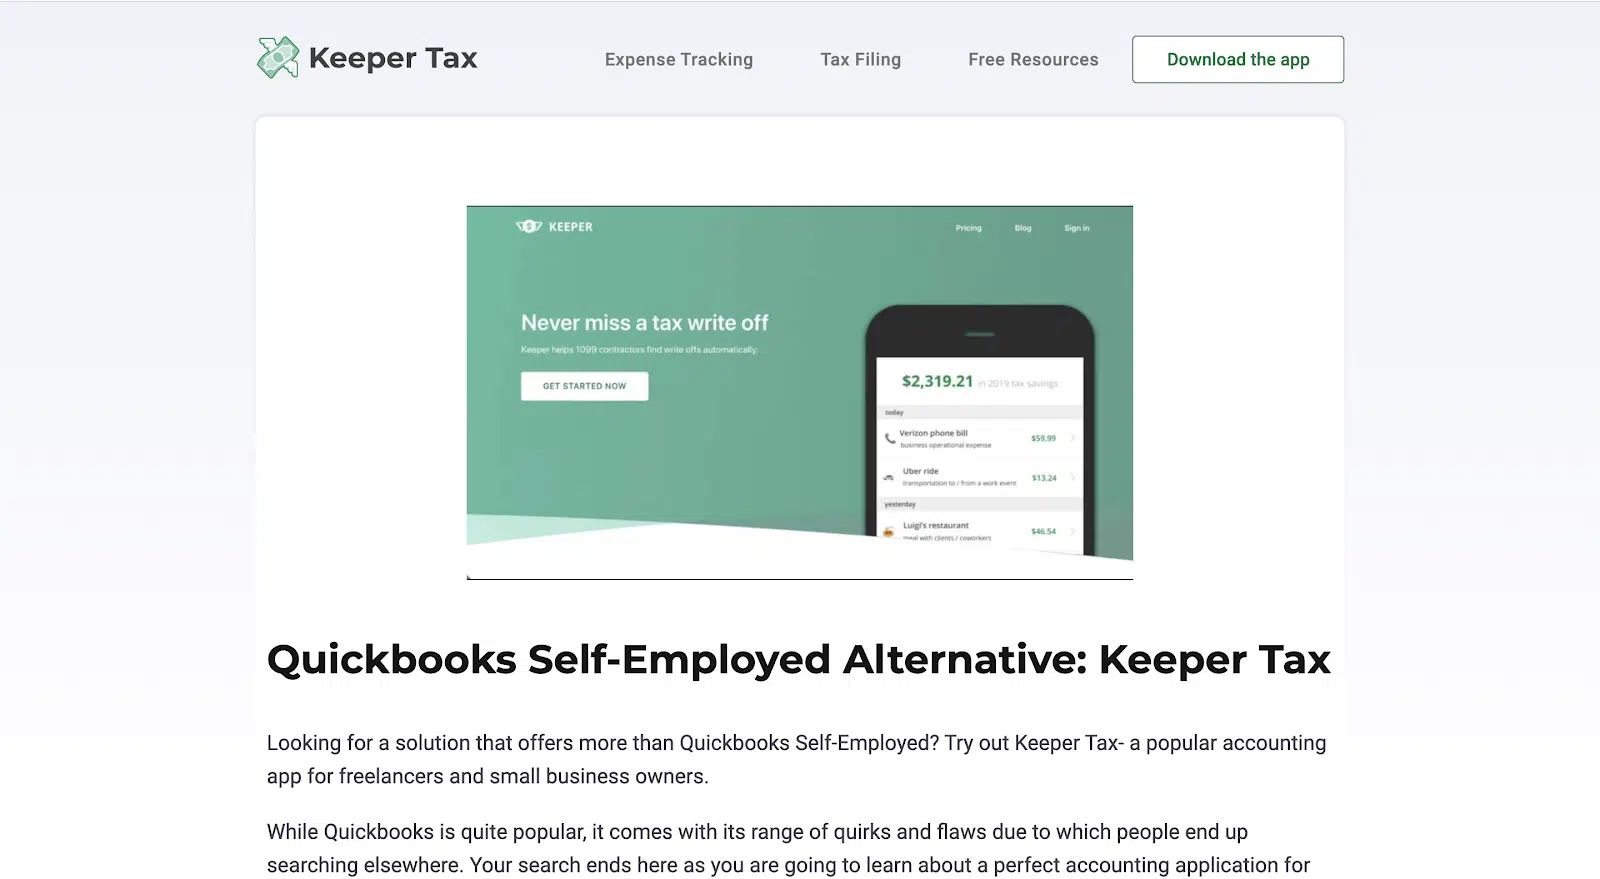 Keeper Tax
Expense Tracking
Tax Filing
Free Resources
Download the app
KEEPER
Pricing
Blog
Sign in
Never miss a tax write off
Keeper helps 1099 contractors find write offs automatically.
GET STARTED NOW
$2,319.21 in 2019 tax savings
today
Verizon phone bill
$59.99
business operational expense
Uber ride
$13.24
transportation to / from a work event
yesterday
Luigi's restaurant
$46.54
meal with clients / coworkers
Quickbooks Self-Employed Alternative: Keeper Tax
Looking for a solution that offers more than Quickbooks Self-Employed? Try out Keeper Tax- a popular accounting
app for freelancers and small business owners.
While Quickbooks is quite popular, it comes with its range of quirks and flaws due to which people end up
searching elsewhere. Your search ends here as you are going to learn about a perfect accounting application for